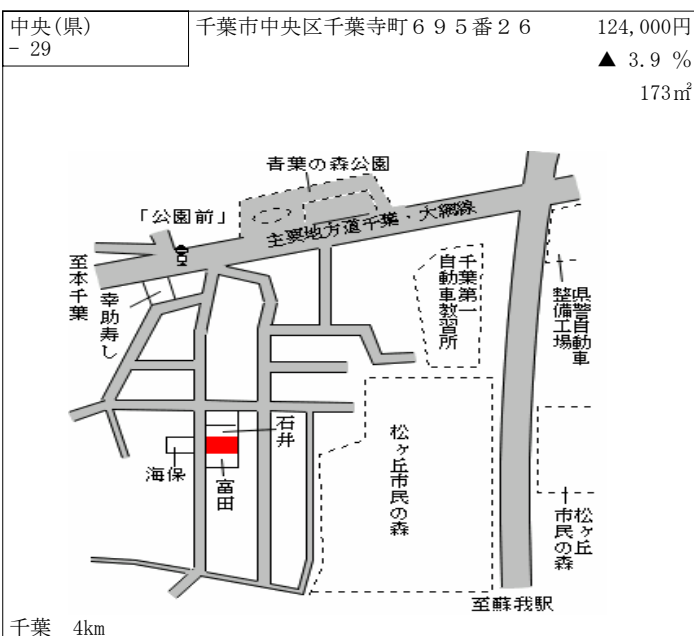 中央(県)
- 29
千葉市中央区千葉寺町６９５番２６
124,000円
▲ 3.9 %
173㎡
青葉の森公園
「公園前」
主要地方道千葉・大網線
至本千葉
幸助寿し
千葉第一
自動車教習所
県警自動車
整備工場
石井
海保
富田
松ヶ丘市民の森
松ヶ丘
市民の森
至蘇我駅
千葉　4km